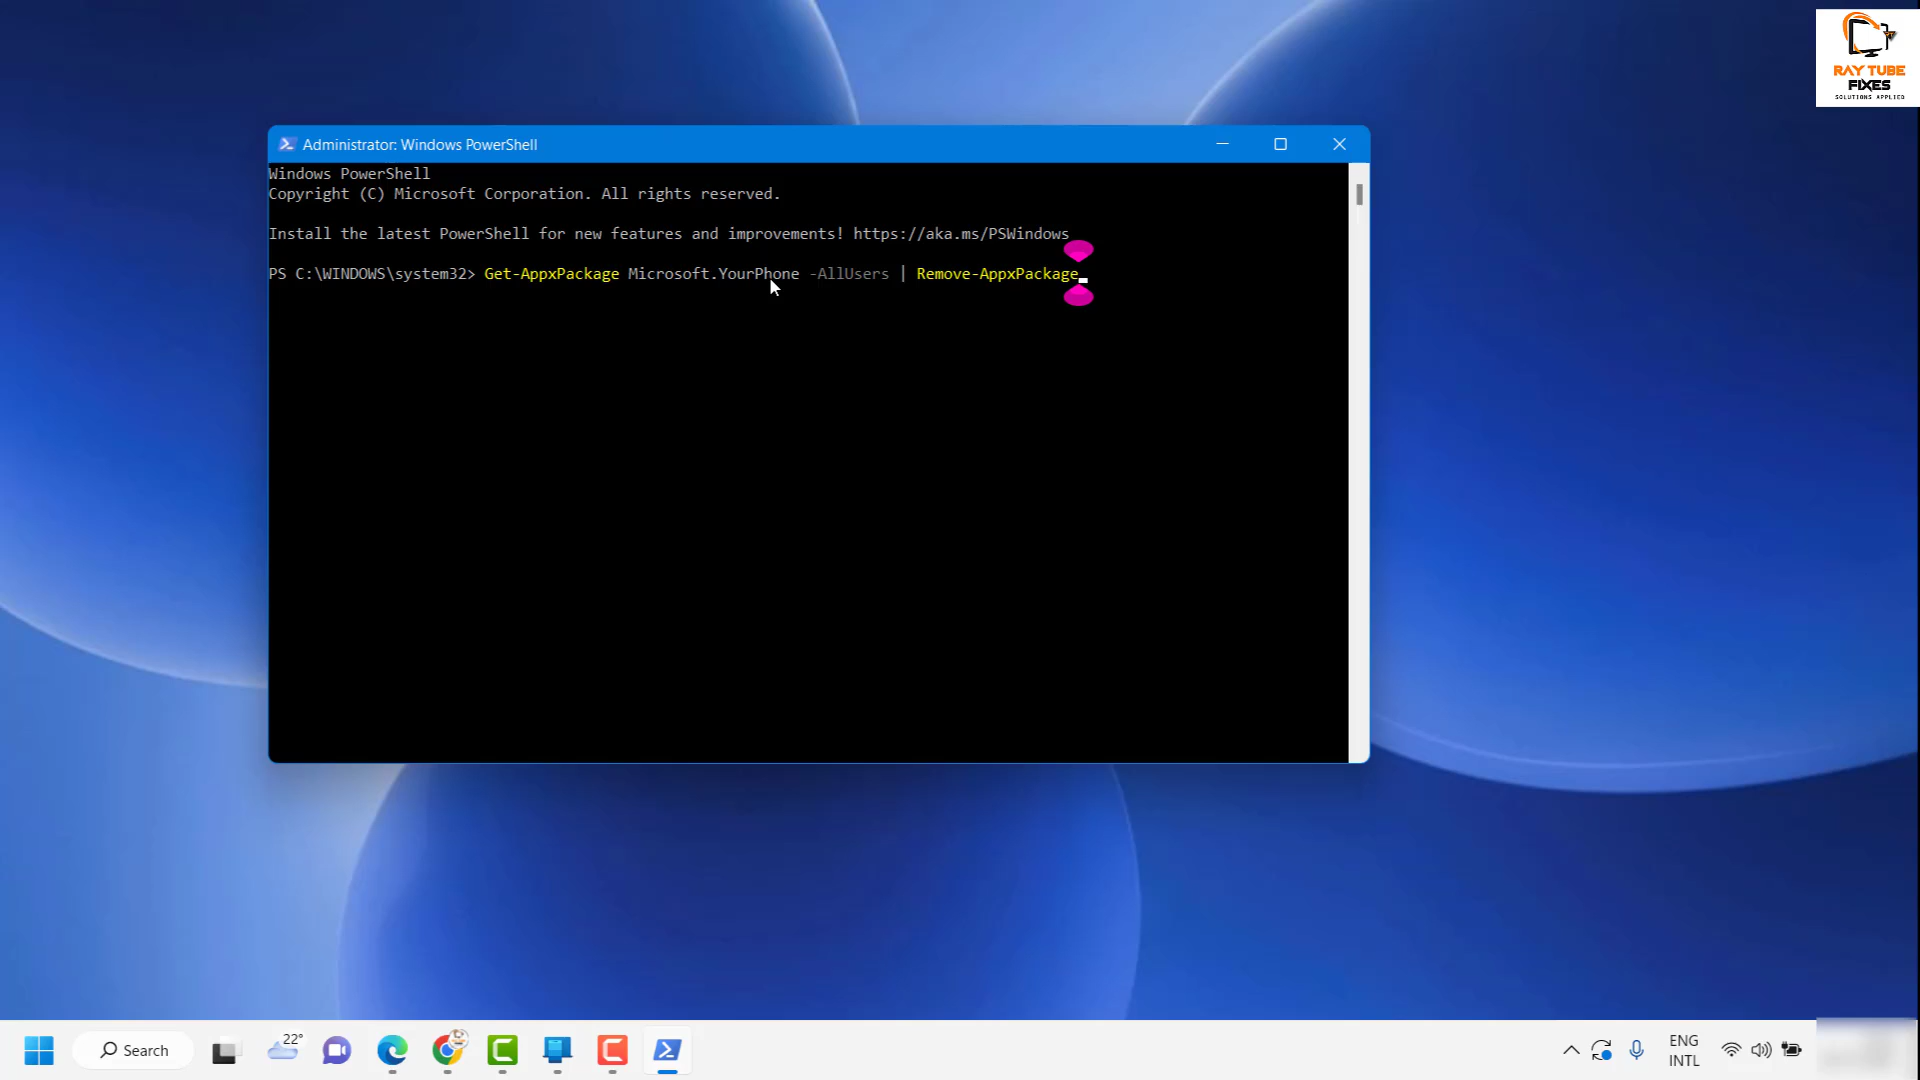 RAY TUBE
FIXES
SOLUTIONS APPLIED
Administrator: Windows PowerShell
Windows PowerShell
Copyright (C) Microsoft Corporation. All rights reserved.
Install the latest PowerShell for new features and improvements! https://aka.ms/PSWindows
PS C:\WINDOWS\system32> Get-AppxPackage Microsoft.YourPhone -AllUsers | Remove-AppxPackage
Search
22°
ENG
INTL